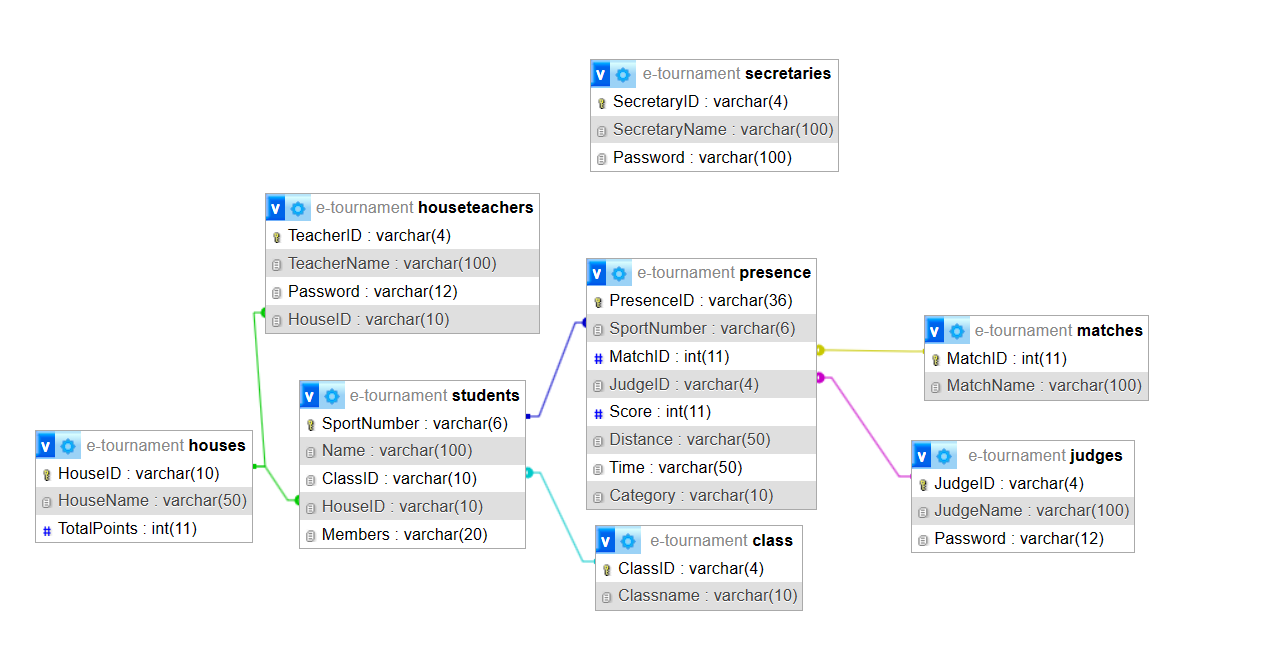 e-tournament secretaries
SecretaryID : varchar(4)
SecretaryName : varchar(100)
Password : varchar(100)
e-tournament houseteachers
TeacherID : varchar(4)
TeacherName : varchar(100)
Password : varchar(12)
HouseID : varchar(10)
e-tournament presence
PresenceID : varchar(36)
SportNumber : varchar(6)
MatchID : int(11)
JudgeID : varchar(4)
Score : int(11)
Distance : varchar(50)
Time : varchar(50)
Category : varchar(10)
e-tournament matches
MatchID : int(11)
MatchName : varchar(100)
e-tournament students
SportNumber : varchar(6)
Name : varchar(100)
ClassID : varchar(10)
HouseID : varchar(10)
Members : varchar(20)
e-tournament houses
HouseID : varchar(10)
HouseName : varchar(50)
TotalPoints : int(11)
e-tournament judges
JudgeID : varchar(4)
JudgeName : varchar(100)
Password : varchar(12)
e-tournament class
ClassID : varchar(4)
Classname : varchar(10)